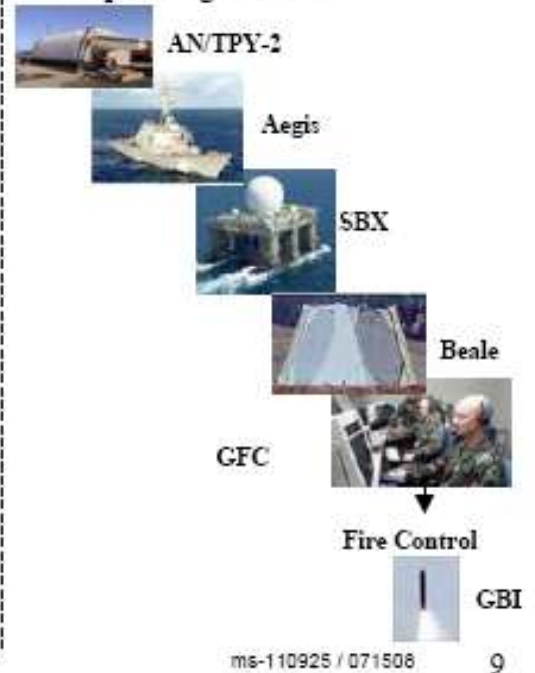 AN/TPY-2
Aegis
SBX
Beale
GFC
Fire Control
GBI
ms-110925 / 071508 9